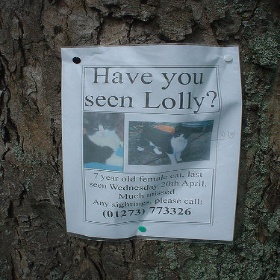 Have you
seen Lolly?
7 year old female cat, last
seen Wednesday 20th April.
Much missed.
Any sightings, please call:
(01273) 773326